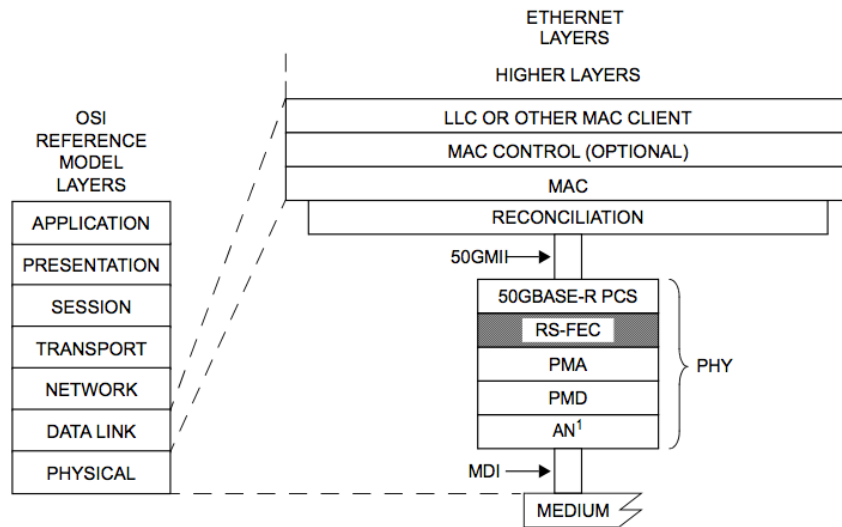 ETHERNET
LAYERS
HIGHER LAYERS
OSI
REFERENCE
MODEL
LAYERS
LLC OR OTHER MAC CLIENT
MAC CONTROL (OPTIONAL)
MAC
RECONCILIATION
APPLICATION
PRESENTATION
SESSION
TRANSPORT
NETWORK
DATA LINK
PHYSICAL
50GMII
50GBASE-R PCS
RS-FEC
PMA
PMD
AN¹
PHY
MDI
MEDIUM